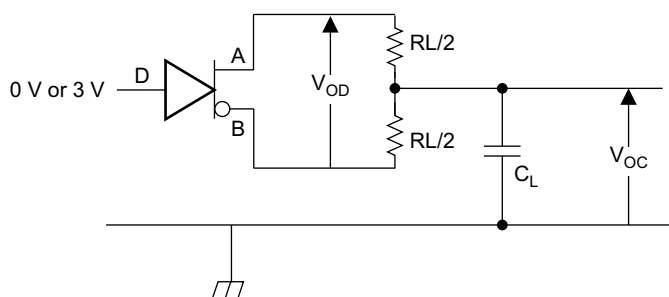 A
RL/2
0 V or 3 V
D
V_OD
B
RL/2
C_L
V_OC